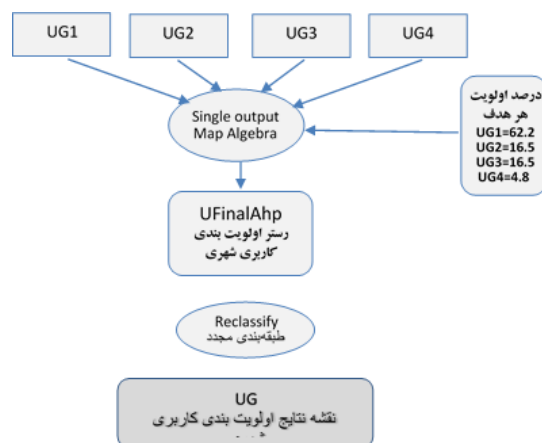 UG1
UG2
UG3
UG4
Single output
Map Algebra
درصد اولویت
هر هدف
UG1=62.2
UG2=16.5
UG3=16.5
UG4=4.8
UFinalAhp
رستر اولویت بندی
کاربری شهری
Reclassify
طبقه‌بندی مجدد
UG
نقشه نتایج اولویت بندی کاربری